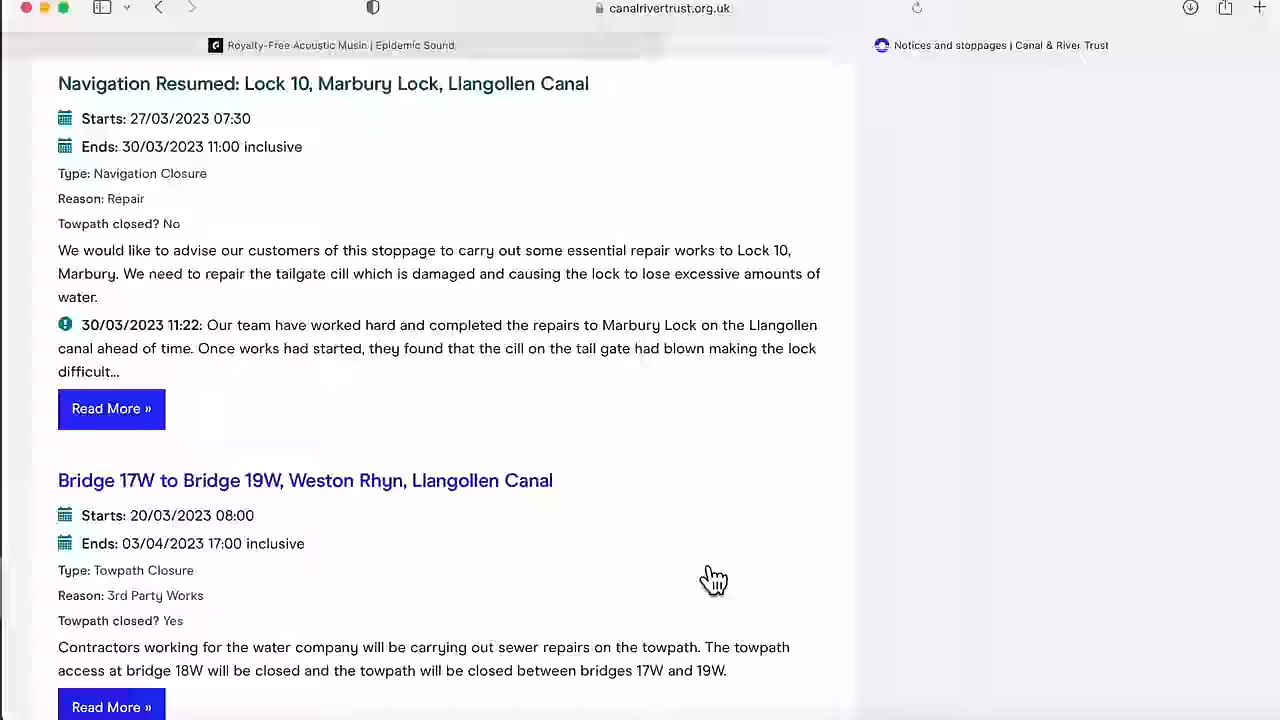 canalrivertrust.org.uk
Royalty-Free Acoustic Music | Epidemic Sound
Notices and stoppages | Canal & River Trust
Navigation Resumed: Lock 10, Marbury Lock, Llangollen Canal
Starts: 27/03/2023 07:30
Ends: 30/03/2023 11:00 inclusive
Type: Navigation Closure
Reason: Repair
Towpath closed? No
We would like to advise our customers of this stoppage to carry out some essential repair works to Lock 10,
Marbury. We need to repair the tailgate cill which is damaged and causing the lock to lose excessive amounts of
water.
30/03/2023 11:22: Our team have worked hard and completed the repairs to Marbury Lock on the Llangollen
canal ahead of time. Once works had started, they found that the cill on the tail gate had blown making the lock
difficult...
Read More »
Bridge 17W to Bridge 19W, Weston Rhyn, Llangollen Canal
Starts: 20/03/2023 08:00
Ends: 03/04/2023 17:00 inclusive
Type: Towpath Closure
Reason: 3rd Party Works
Towpath closed? Yes
Contractors working for the water company will be carrying out sewer repairs on the towpath. The towpath
access at bridge 18W will be closed and the towpath will be closed between bridges 17W and 19W.
Read More »